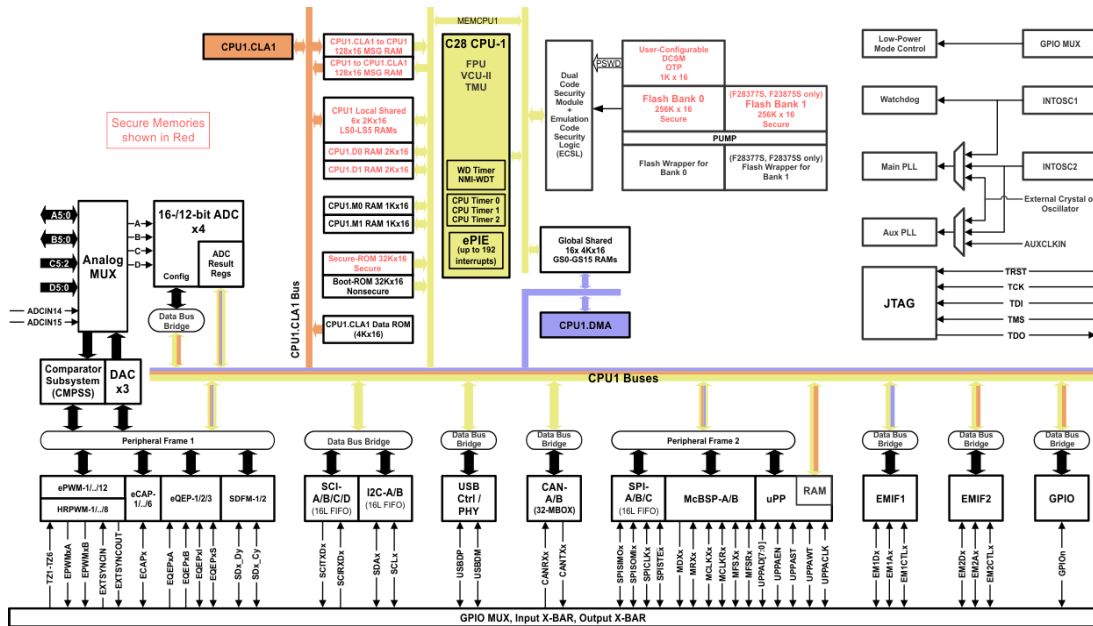 MEMCPU1
CPU1.CLA1
CPU1.CLA1 to CPU1
128x16 MSG RAM
CPU1 to CPU1.CLA1
128x16 MSG RAM
C28 CPU-1
FPU
VCU-II
TMU
Dual
Code
Security
Module
+
Emulation
Code
Security
Logic
(ECSL)
PSWD
User-Configurable
DCSM
OTP
1K x 16
Flash Bank 0
256K x 16
Secure
(F28377S, F23875S only)
Flash Bank 1
256K x 16
Secure
PUMP
Flash Wrapper for
Bank 0
(F28377S, F28375S only)
Flash Wrapper for
Bank 1
Low-Power
Mode Control
GPIO MUX
Watchdog
INTOSC1
Main PLL
INTOSC2
External Crystal or
Oscillator
Aux PLL
AUXCLKIN
JTAG
TRST
TCK
TDI
TMS
TDO
Secure Memories
shown in Red
CPU1 Local Shared
6x 2Kx16
LS0-LS5 RAMs
CPU1.D0 RAM 2Kx16
CPU1.D1 RAM 2Kx16
WD Timer
NMI-WDT
CPU Timer 0
CPU Timer 1
CPU Timer 2
CPU1.M0 RAM 1Kx16
CPU1.M1 RAM 1Kx16
ePIE
(up to 192
interrupts)
Secure-ROM 32Kx16
Secure
Boot-ROM 32Kx16
Nonsecure
Global Shared
16x 4Kx16
GS0-GS15 RAMs
CPU1.CLA1 Data ROM
(4Kx16)
CPU1.DMA
CPU1.CLA1 Bus
A5:0
B5:0
C5:2
D5:0
ADCIN14
ADCIN15
Analog
MUX
A
B
C
D
16-/12-bit ADC
x4
Config
ADC
Result
Regs
Data Bus
Bridge
Comparator
Subsystem
(CMPSS)
DAC
x3
CPU1 Buses
Peripheral Frame 1
Data Bus Bridge
Data Bus
Bridge
Data Bus
Bridge
Peripheral Frame 2
Data Bus
Bridge
Data Bus
Bridge
Data Bus
Bridge
ePWM-1/../12
HRPWM-1/../8
eCAP-
1/../6
eQEP-1/2/3
SDFM-1/2
SCI-
A/B/C/D
(16L FIFO)
I2C-A/B
(16L FIFO)
USB
Ctrl /
PHY
CAN-
A/B
(32-MBOX)
SPI-
A/B/C
(16L FIFO)
McBSP-A/B
uPP
RAM
EMIF1
EMIF2
GPIO
TZ1-TZ6
EPWMxA
EPWMxB
EXTSYNCIN
EXTSYNCOUT
ECAPx
EQEPxA
EQEPxB
EQEPxI
EQEPxS
SDx_Dy
SDx_Cy
SCITXDx
SCIRXDx
SDAx
SCLx
USBDP
USBDM
CANRXx
CANTXx
SPISIMOx
SPISOMIx
SPICLKx
SPISTEx
MDXx
MRXx
MCLKXx
MCLKRx
MFSXx
MFSRx
UPPAD[7:0]
UPPAEN
UPPAST
UPPAWT
UPPACLK
EM1Dx
EM1Ax
EM1CTLx
EM2Dx
EM2Ax
EM2CTLx
GPIOn
GPIO MUX, Input X-BAR, Output X-BAR